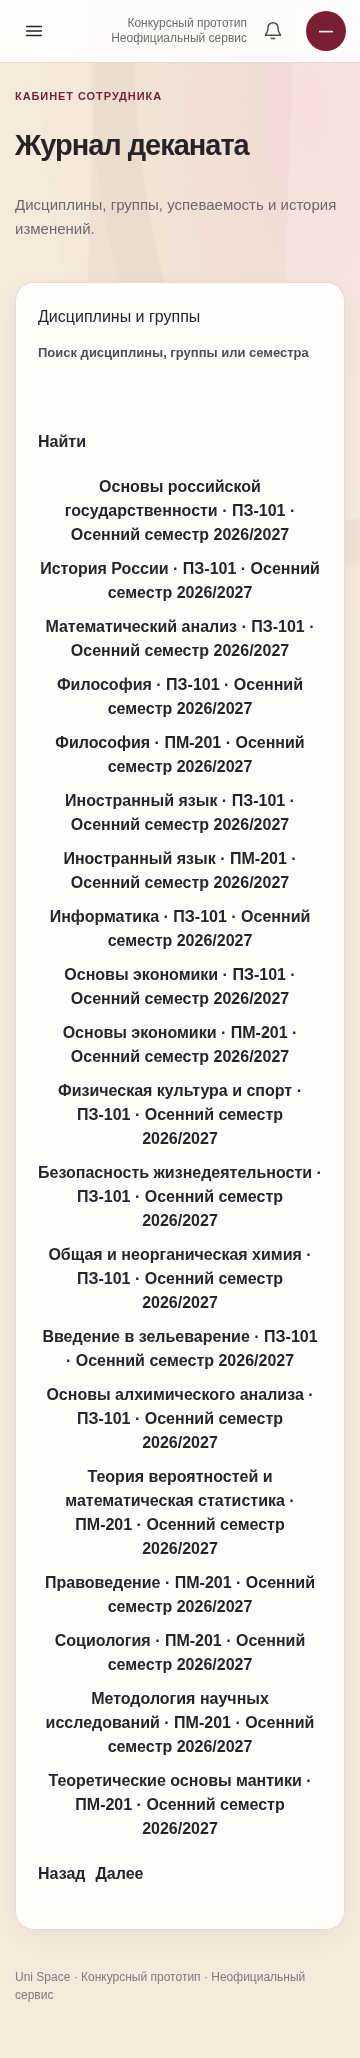 Конкурсный прототип
Неофициальный сервис
—
КАБИНЕТ СОТРУДНИКА
Журнал деканата
Дисциплины, группы, успеваемость и история
изменений.
Дисциплины и группы
Поиск дисциплины, группы или семестра
Найти
Основы российской
государственности · ПЗ-101 ·
Осенний семестр 2026/2027
История России · ПЗ-101 · Осенний
семестр 2026/2027
Математический анализ · ПЗ-101 ·
Осенний семестр 2026/2027
Философия · ПЗ-101 · Осенний
семестр 2026/2027
Философия · ПМ-201 · Осенний
семестр 2026/2027
Иностранный язык · ПЗ-101 ·
Осенний семестр 2026/2027
Иностранный язык · ПМ-201 ·
Осенний семестр 2026/2027
Информатика · ПЗ-101 · Осенний
семестр 2026/2027
Основы экономики · ПЗ-101 ·
Осенний семестр 2026/2027
Основы экономики · ПМ-201 ·
Осенний семестр 2026/2027
Физическая культура и спорт ·
ПЗ-101 · Осенний семестр
2026/2027
Безопасность жизнедеятельности ·
ПЗ-101 · Осенний семестр
2026/2027
Общая и неорганическая химия ·
ПЗ-101 · Осенний семестр
2026/2027
Введение в зельеварение · ПЗ-101
· Осенний семестр 2026/2027
Основы алхимического анализа ·
ПЗ-101 · Осенний семестр
2026/2027
Теория вероятностей и
математическая статистика ·
ПМ-201 · Осенний семестр
2026/2027
Правоведение · ПМ-201 · Осенний
семестр 2026/2027
Социология · ПМ-201 · Осенний
семестр 2026/2027
Методология научных
исследований · ПМ-201 · Осенний
семестр 2026/2027
Теоретические основы мантики ·
ПМ-201 · Осенний семестр
2026/2027
Назад Далее
Uni Space · Конкурсный прототип · Неофициальный
сервис